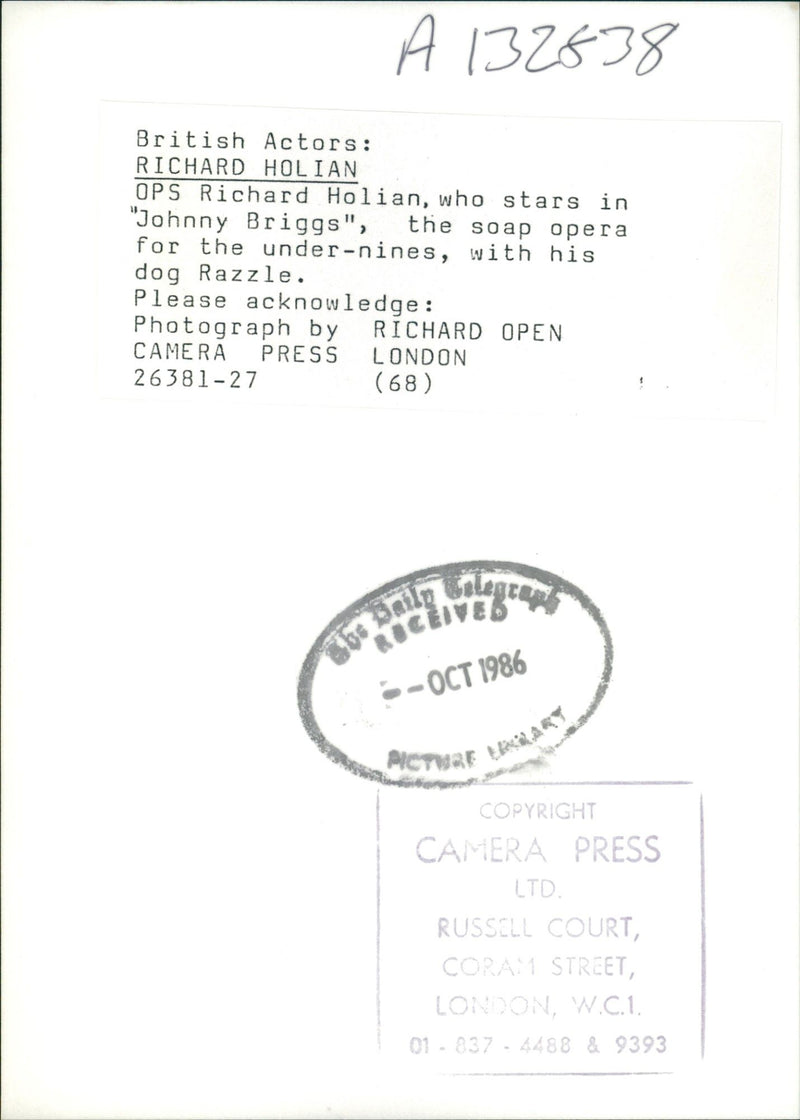 A 132838
British Actors:
RICHARD HOLIAN
OPS Richard Holian, who stars in
"Johnny Briggs", the soap opera
for the under-nines, with his
dog Razzle.
Please acknowledge:
Photograph by RICHARD OPEN
CAMERA PRESS LONDON
26381-27 (68)
The Daily Telegraph
RECEIVED
-OCT 1986
PICTURE LIBRARY
COPYRIGHT
CAMERA PRESS
LTD.
RUSSELL COURT,
CORAM STREET,
LONDON, W.C.1.
01 - 837 - 4488 & 9393